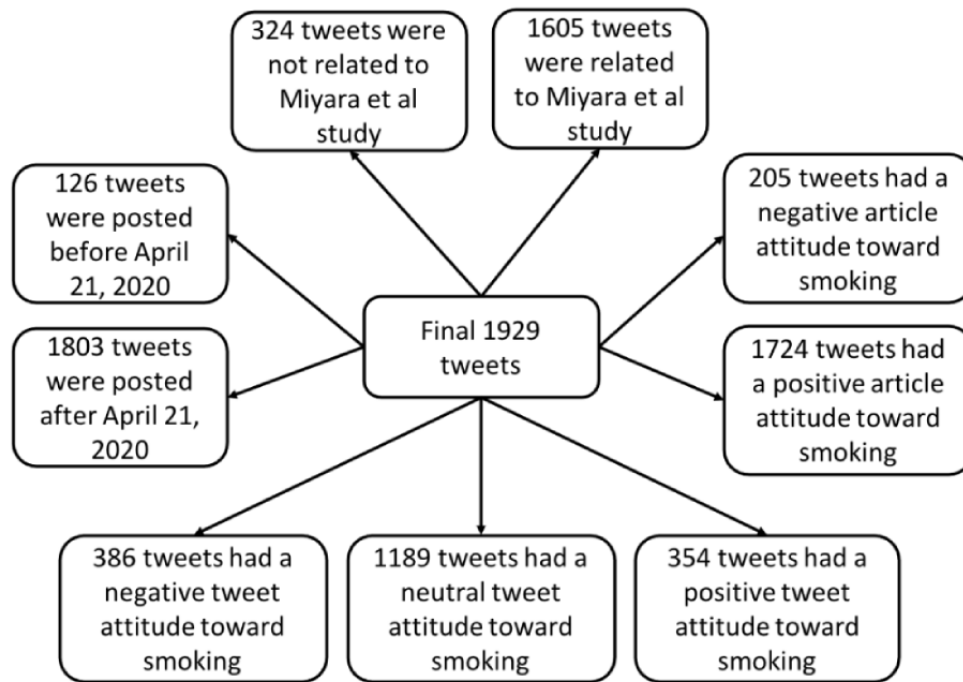 324 tweets were
not related to
Miyara et al
study
1605 tweets
were related
to Miyara et al
study
126 tweets
were posted
before April
21, 2020
205 tweets had a
negative article
attitude toward
smoking
Final 1929
tweets
1803 tweets
were posted
after April 21,
2020
1724 tweets had
a positive article
attitude toward
smoking
386 tweets had a
negative tweet
attitude toward
smoking
1189 tweets had a
neutral tweet
attitude toward
smoking
354 tweets had a
positive tweet
attitude toward
smoking